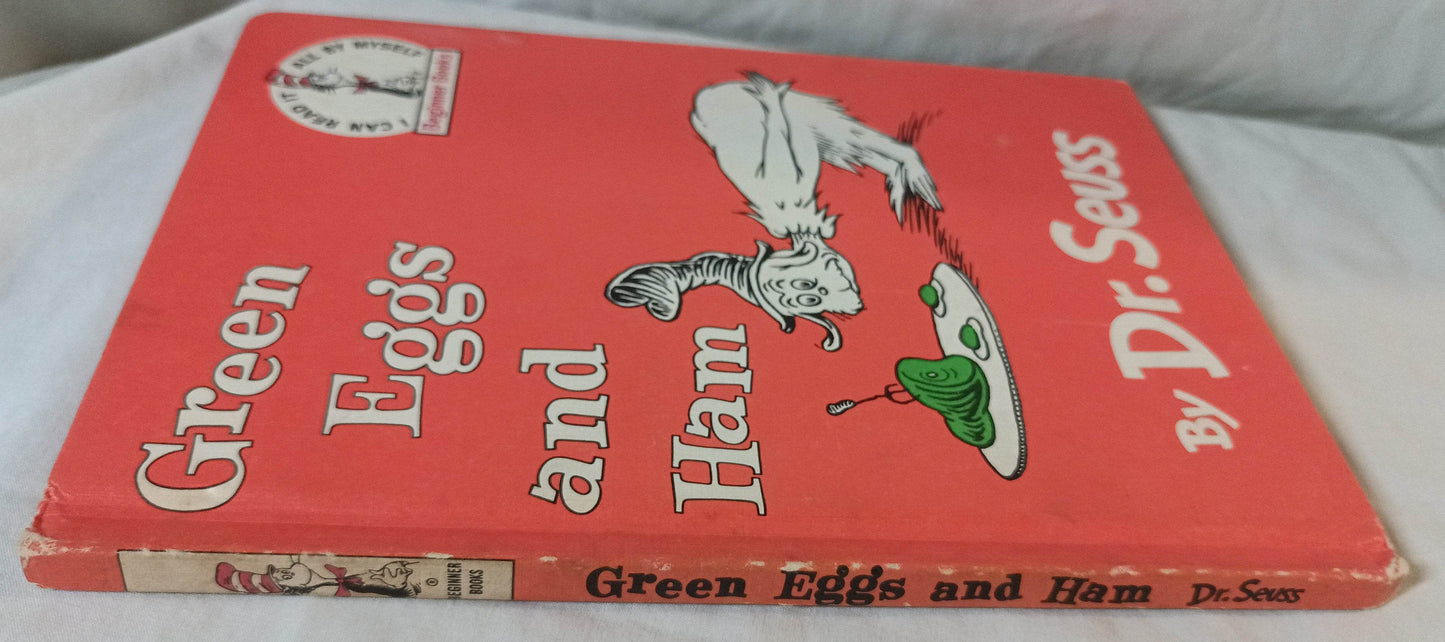 I CAN READ IT ALL BY MYSELF
Beginner Books
Green
Eggs
and
Ham
By Dr. Seuss
BEGINNER
BOOKS
Green Eggs and Ham Dr. Seuss